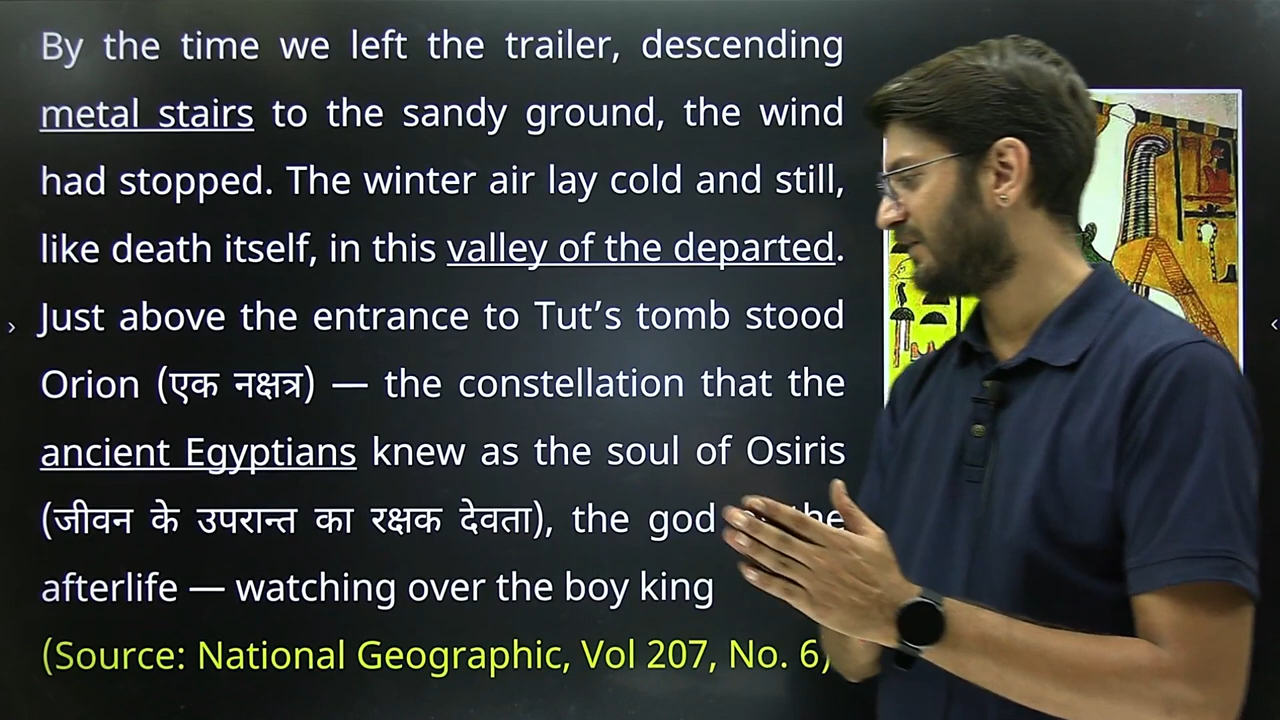 By the time we left the trailer, descending
metal stairs to the sandy ground, the wind
had stopped. The winter air lay cold and still,
like death itself, in this valley of the departed.
Just above the entrance to Tut’s tomb stood
Orion (एक नक्षत्र) — the constellation that the
ancient Egyptians knew as the soul of Osiris
(जीवन के उपरान्त का रक्षक देवता), the god the
afterlife — watching over the boy king
(Source: National Geographic, Vol 207, No. 6)